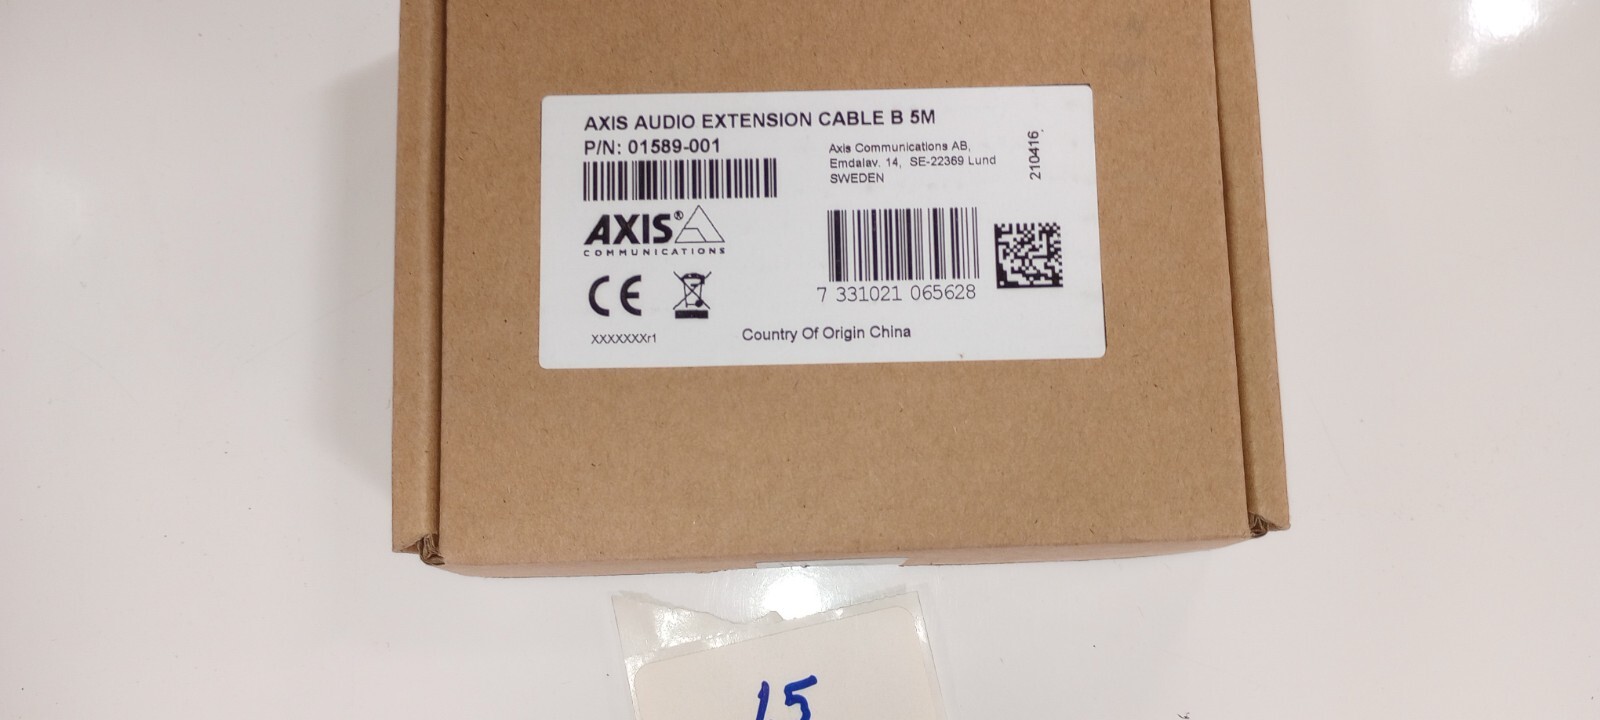 AXIS AUDIO EXTENSION CABLE B 5M
P/N: 01589-001
Axis Communications AB,
Emdalav. 14, SE-22369 Lund
SWEDEN
210416
AXIS®
COMMUNICATIONS
CE
7 331021 065628
XXXXXXXr1
Country Of Origin China
15